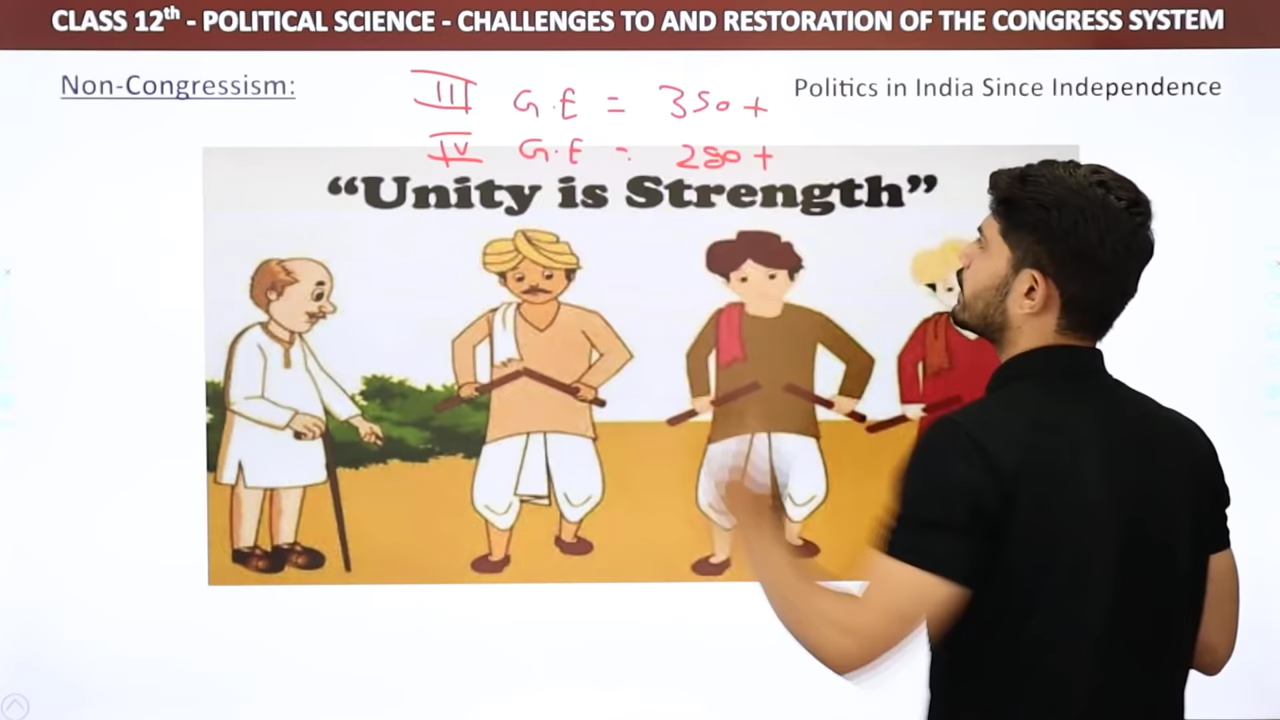 CLASS 12th - POLITICAL SCIENCE - CHALLENGES TO AND RESTORATION OF THE CONGRESS SYSTEM
Non-Congressism:
Politics in India Since Independence
III G.E = 350+
IV G.E = 280+
“Unity is Strength”